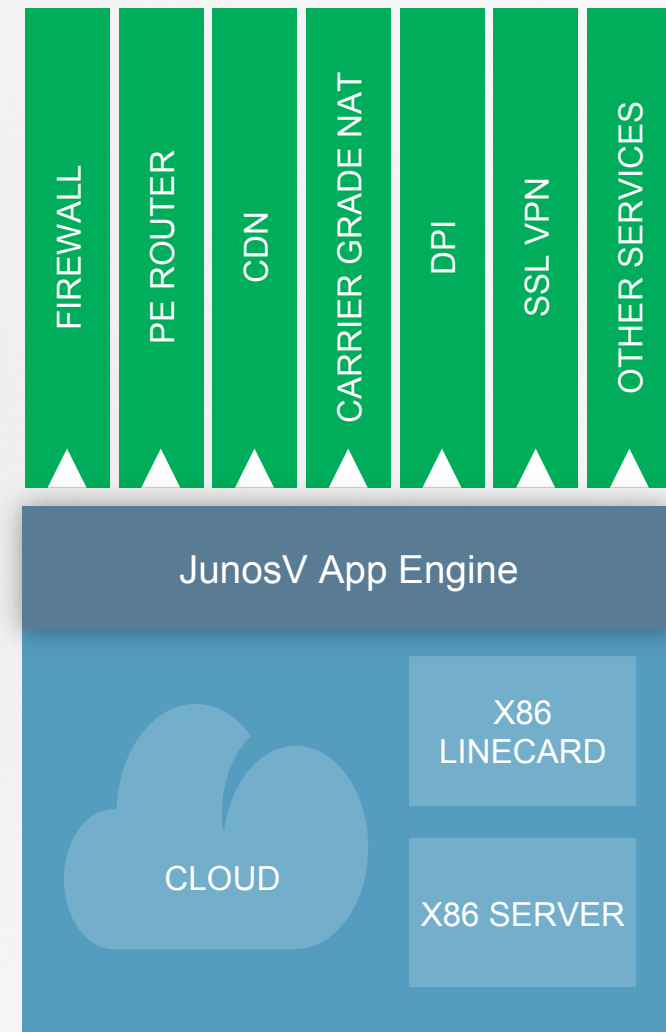 FIREWALL
PE ROUTER
CDN
CARRIER GRADE NAT
DPI
SSL VPN
OTHER SERVICES
JunosV App Engine
CLOUD
X86
LINECARD
X86 SERVER